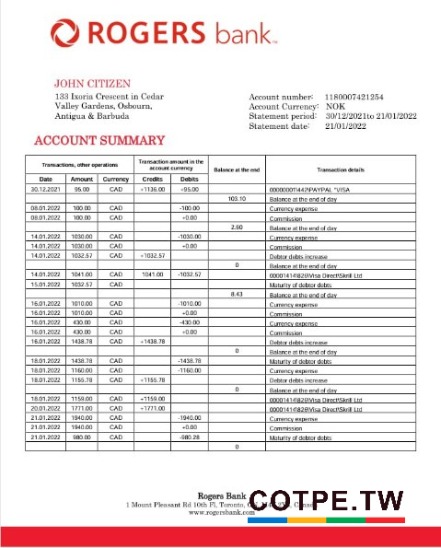 ROGERS bank™
JOHN CITIZEN
133 Ixoria Crescent in Cedar
Valley Gardens, Osbourn,
Antigua & Barbuda
Account number: 1180007421254
Account Currency: NOK
Statement period: 30/12/2021to 21/01/2022
Statement date: 21/01/2022
ACCOUNT SUMMARY
Transactions, other operations Transaction amount in the account currency Balance at the end Transaction details
Date Amount Currency Credits Debits
30.12.2021 95.00 CAD +1136.00 +95.00 000000011442\PAYPAL *VISA
103.10 Balance at the end of day
08.01.2022 100.00 CAD -100.00 Currency expense
08.01.2022 100.00 CAD +0.80 Commission
2.60 Balance at the end of day
14.01.2022 1030.00 CAD -1030.00 Currency expense
14.01.2022 1030.00 CAD +0.80 Commission
14.01.2022 1032.57 CAD +1032.57 Debtor debts increase
0 Balance at the end of day
14.01.2022 1041.00 CAD 1041.00 -1032.57 00001414\828\Visa Direct\Skrill Ltd
15.01.2022 1032.57 CAD Maturity of debtor debts
8.43 Balance at the end of day
16.01.2022 1010.00 CAD -1010.00 Currency expense
16.01.2022 1010.00 CAD +0.80 Commission
16.01.2022 430.00 CAD -430.00 Currency expense
16.01.2022 430.00 CAD +0.80 Commission
16.01.2022 1438.78 CAD +1438.78 Debtor debts increase
0 Balance at the end of day
18.01.2022 1438.78 CAD -1438.78 Maturity of debtor debts
18.01.2022 1160.00 CAD -1160.00 Currency expense
18.01.2022 1155.78 CAD +1155.78 Debtor debts increase
0 Balance at the end of day
18.01.2022 1159.00 CAD +1159.00 00001414\828\Visa Direct\Skrill Ltd
20.01.2022 1771.00 CAD +1771.00 00001414\828\Visa Direct\Skrill Ltd
21.01.2022 1940.00 CAD -1940.00 Currency expense
21.01.2022 1940.00 CAD +0.80 Commission
21.01.2022 980.00 CAD -980.28 Maturity of debtor debts
0
Rogers Bank
1 Mount Pleasant Rd 10th Fl, Toronto,
www.rogersbank.com
COTPE.TW